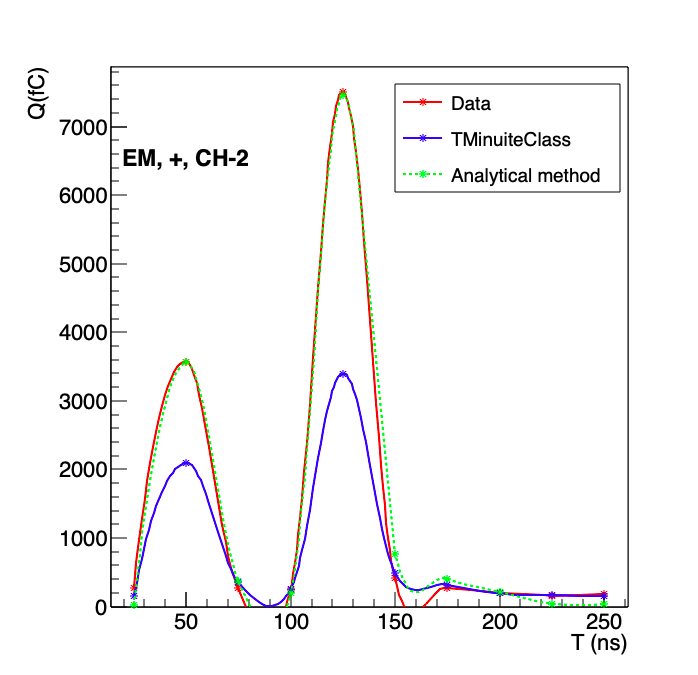 Q(fC)
7000
6000
5000
4000
3000
2000
1000
0
EM, +, CH-2
Data
TMinuiteClass
Analytical method
50 100 150 200 250
T (ns)